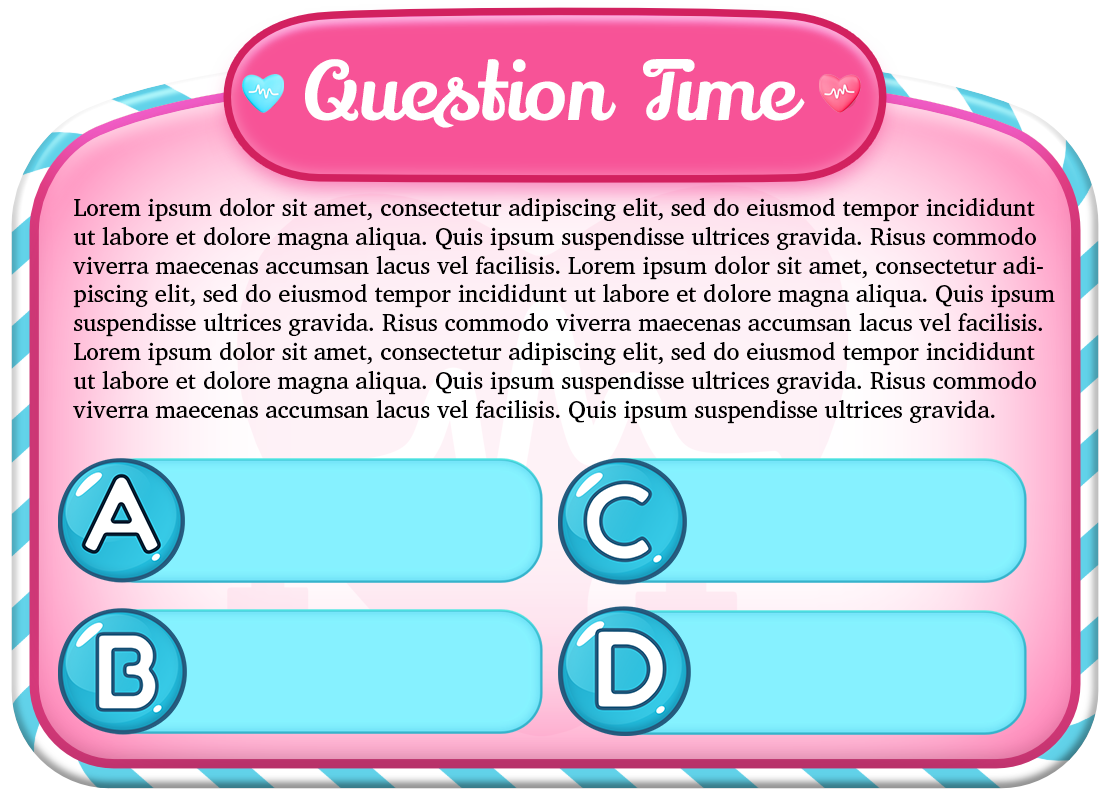 Question Time
Lorem ipsum dolor sit amet, consectetur adipiscing elit, sed do eiusmod tempor incididunt
ut labore et dolore magna aliqua. Quis ipsum suspendisse ultrices gravida. Risus commodo
viverra maecenas accumsan lacus vel facilisis. Lorem ipsum dolor sit amet, consectetur adi-
piscing elit, sed do eiusmod tempor incididunt ut labore et dolore magna aliqua. Quis ipsum
suspendisse ultrices gravida. Risus commodo viverra maecenas accumsan lacus vel facilisis.
Lorem ipsum dolor sit amet, consectetur adipiscing elit, sed do eiusmod tempor incididunt
ut labore et dolore magna aliqua. Quis ipsum suspendisse ultrices gravida. Risus commodo
viverra maecenas accumsan lacus vel facilisis. Quis ipsum suspendisse ultrices gravida.
A
C
B
D